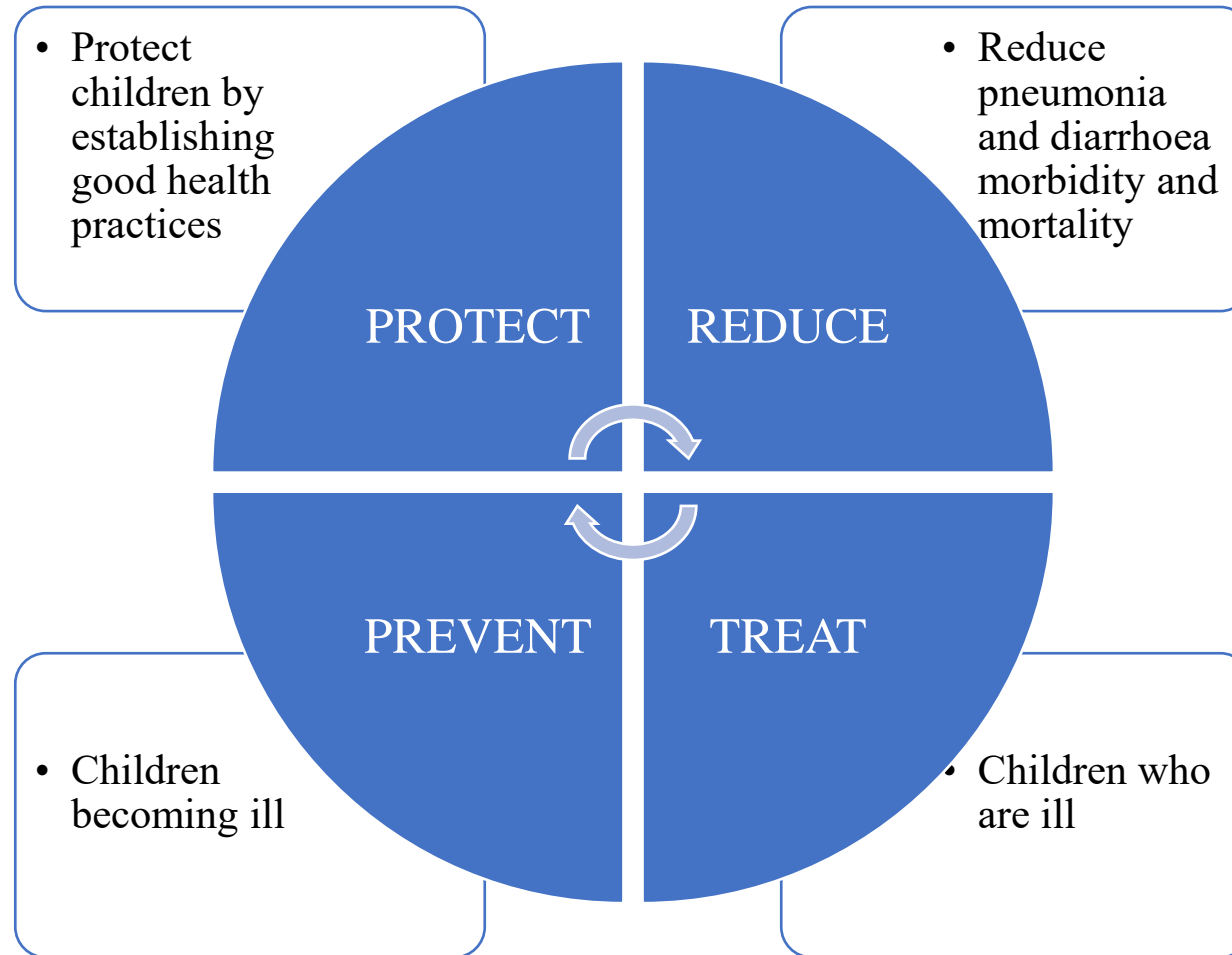 • Protect
children by
establishing
good health
practices
• Reduce
pneumonia
and diarrhoea
morbidity and
mortality
PROTECT
REDUCE
PREVENT
TREAT
• Children
becoming ill
• Children who
are ill